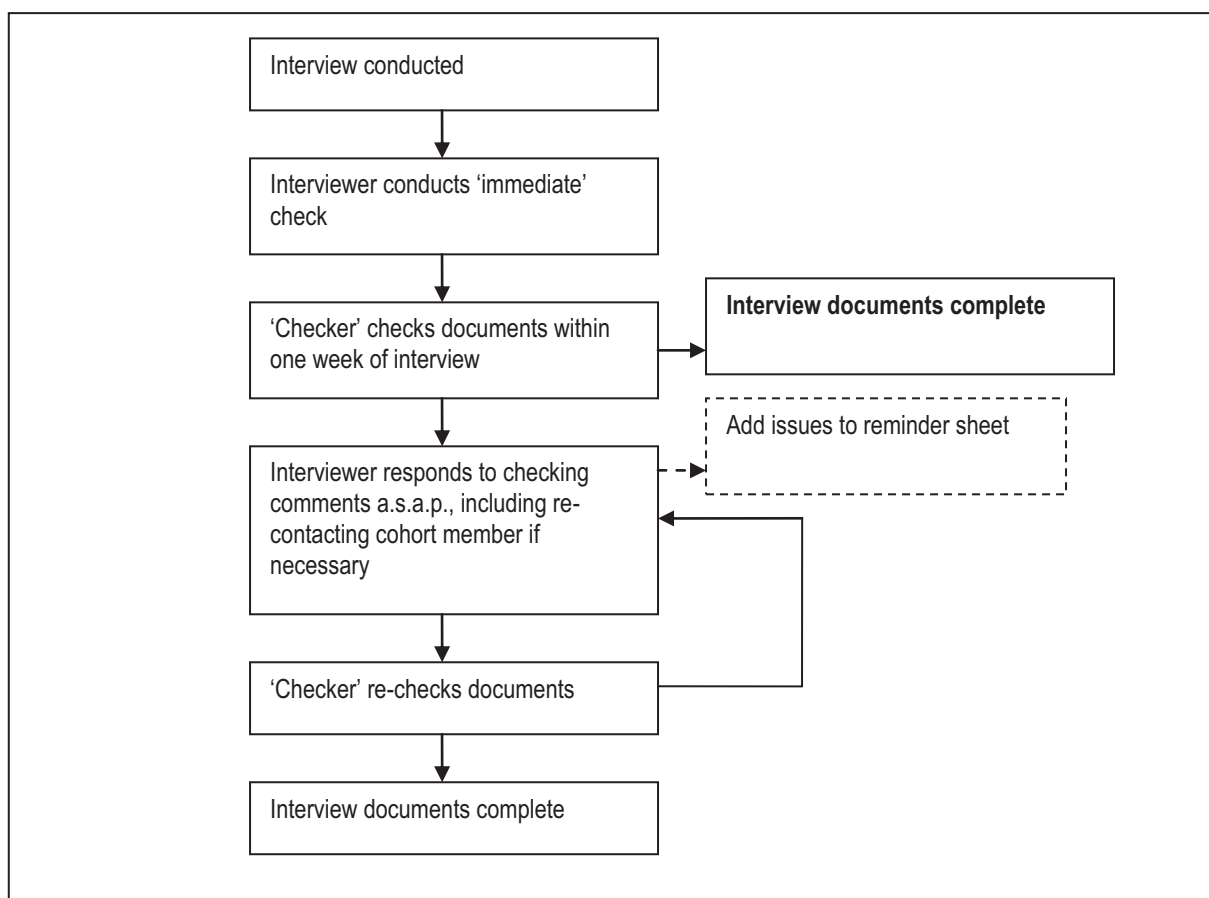 Interview conducted
Interviewer conducts ‘immediate’
check
‘Checker’ checks documents within
one week of interview
Interview documents complete
Add issues to reminder sheet
Interviewer responds to checking
comments a.s.a.p., including re-
contacting cohort member if
necessary
‘Checker’ re-checks documents
Interview documents complete